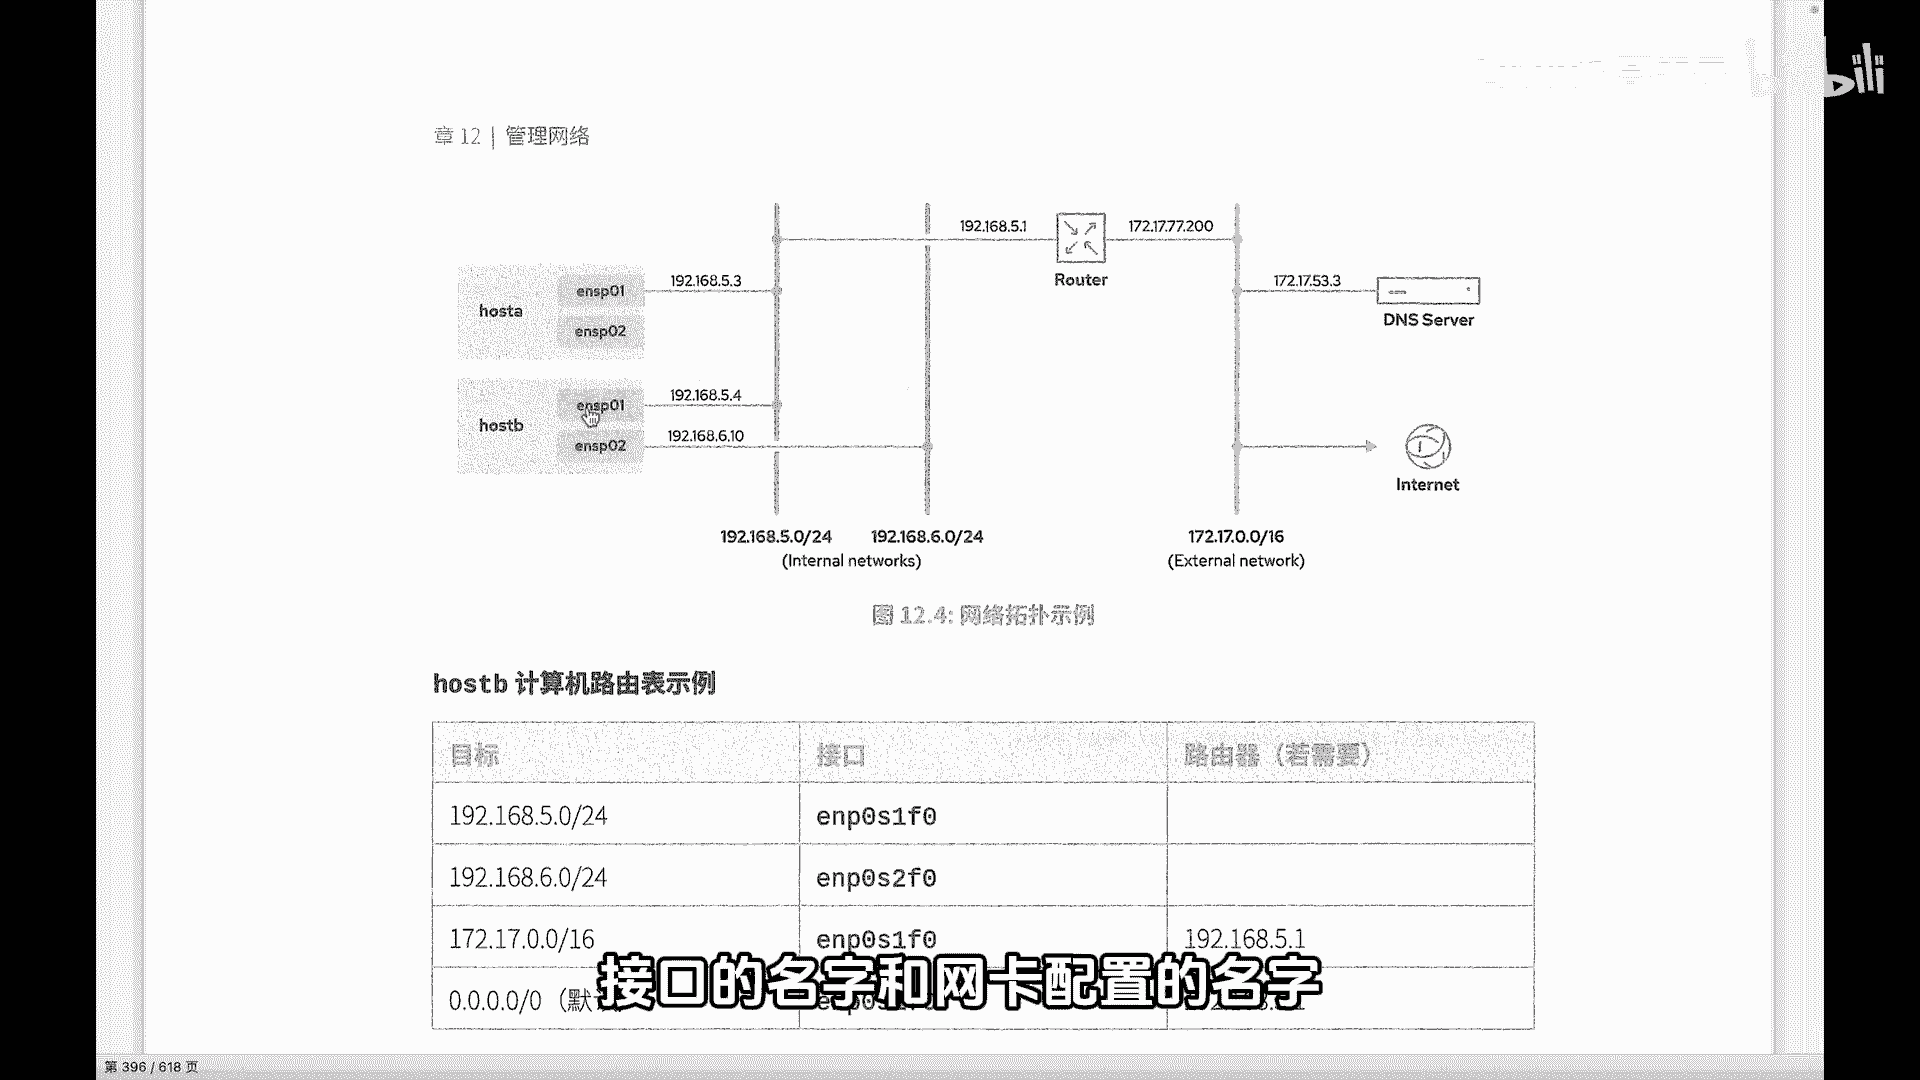 bili
章 12 | 管理网络
192.168.5.1
172.17.77.200
Router
192.168.5.3
172.17.53.3
hosta
ensp01
ensp02
DNS Server
192.168.5.4
hostb
ensp01
192.168.6.10
ensp02
Internet
192.168.5.0/24
192.168.6.0/24
172.17.0.0/16
(Internal networks)
(External network)
图 12.4: 网络拓扑示例
hostb 计算机路由表示例
目标 接口 路由器（若需要）
192.168.5.0/24 enp0s1f0
192.168.6.0/24 enp0s2f0
172.17.0.0/16 enp0s1f0 192.168.5.1
0.0.0.0/0（默
接口的名字和网卡配置的名字
第 396 / 618 页